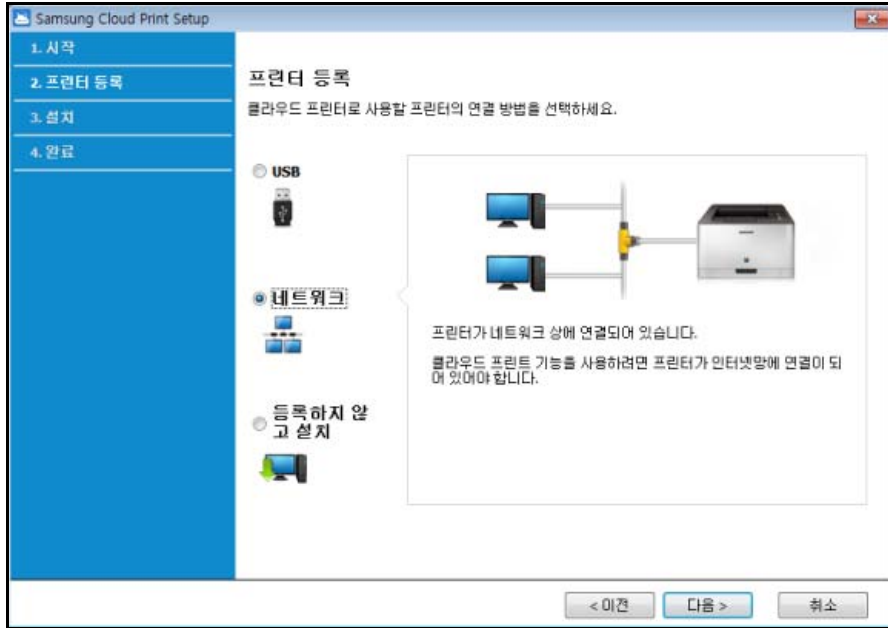 Samsung Cloud Print Setup
1. 시작
2. 프린터 등록
3. 설치
4. 완료
프린터 등록
클라우드 프린터로 사용할 프린터의 연결 방법을 선택하세요.
USB
네트워크
등록하지 않
고 설치
프린터가 네트워크 상에 연결되어 있습니다.
클라우드 프린트 기능을 사용하려면 프린터가 인터넷망에 연결이 되
어 있어야 합니다.
< 이전
다음 >
취소